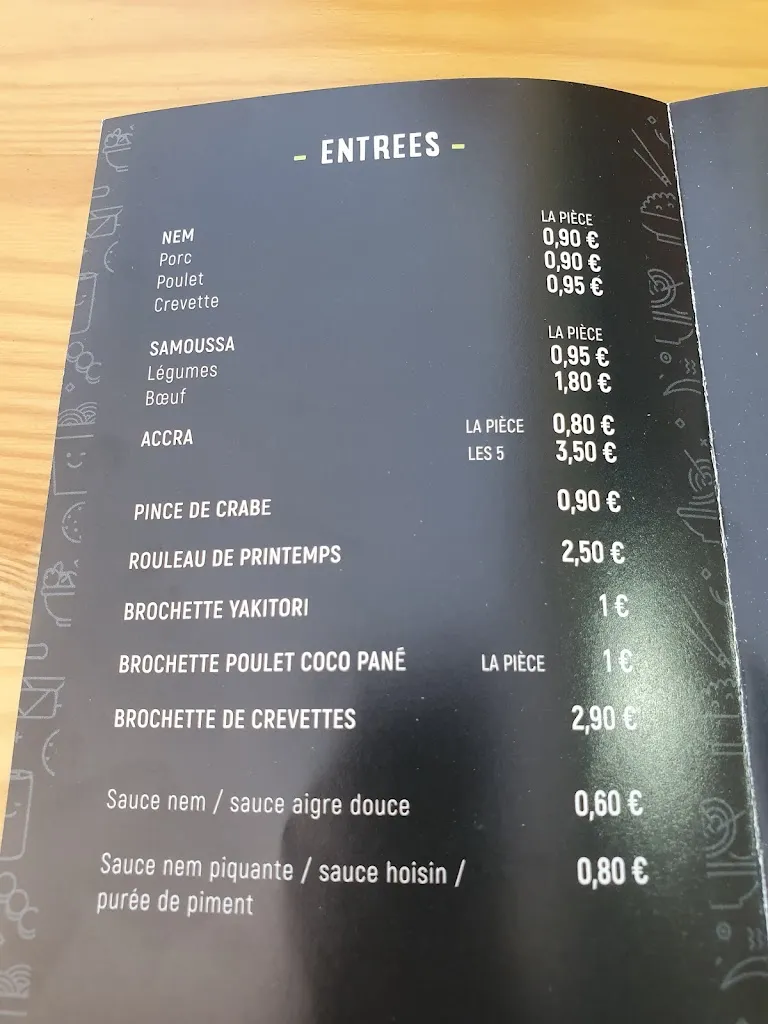 - ENTREES -
LA PIÈCE
NEM 0,90 €
Porc 0,90 €
Poulet 0,95 €
Crevette
LA PIÈCE
SAMOUSSA 0,95 €
Légumes 1,80 €
Bœuf
ACCRA LA PIÈCE 0,80 €
LES 5 3,50 €
PINCE DE CRABE 0,90 €
ROULEAU DE PRINTEMPS 2,50 €
BROCHETTE YAKITORI 1 €
BROCHETTE POULET COCO PANÉ LA PIÈCE 1 €
BROCHETTE DE CREVETTES 2,90 €
Sauce nem / sauce aigre douce 0,60 €
Sauce nem piquante / sauce hoisin / 0,80 €
purée de piment